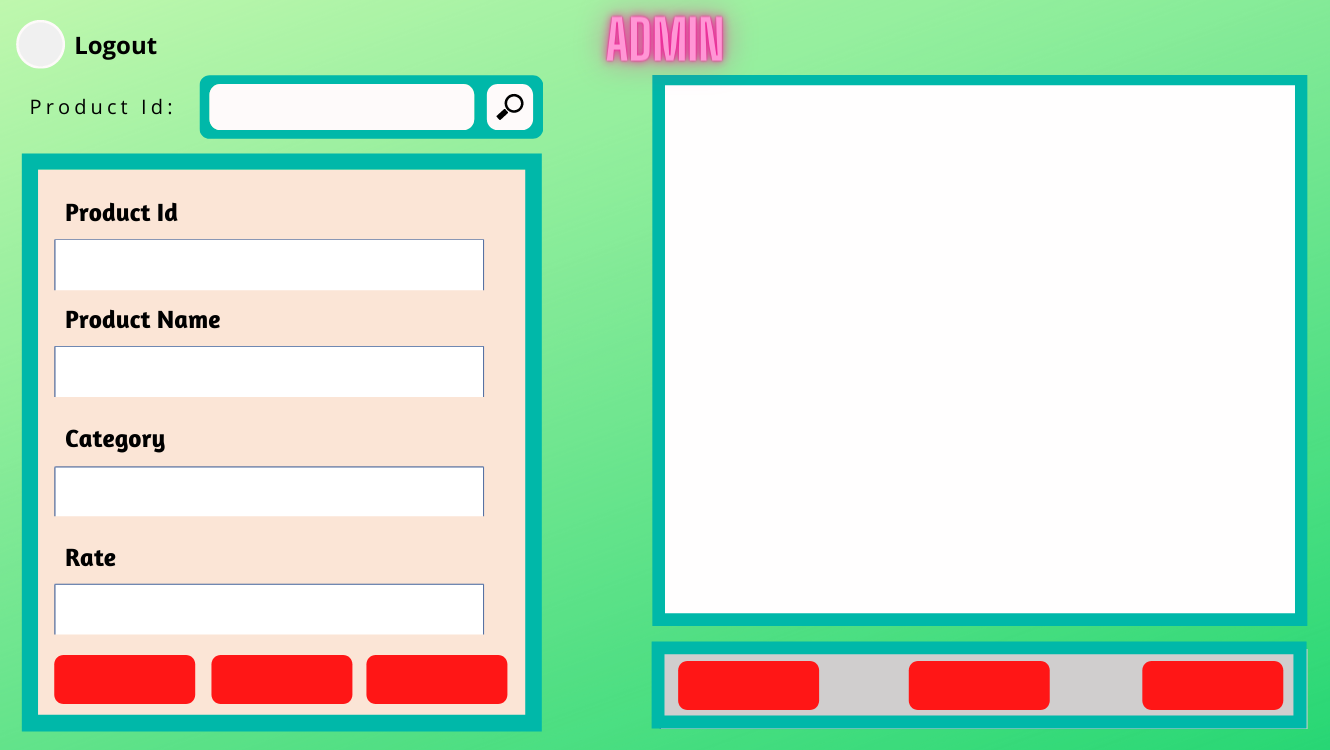 ADMIN
Logout
Product Id:
Product Id
Product Name
Category
Rate